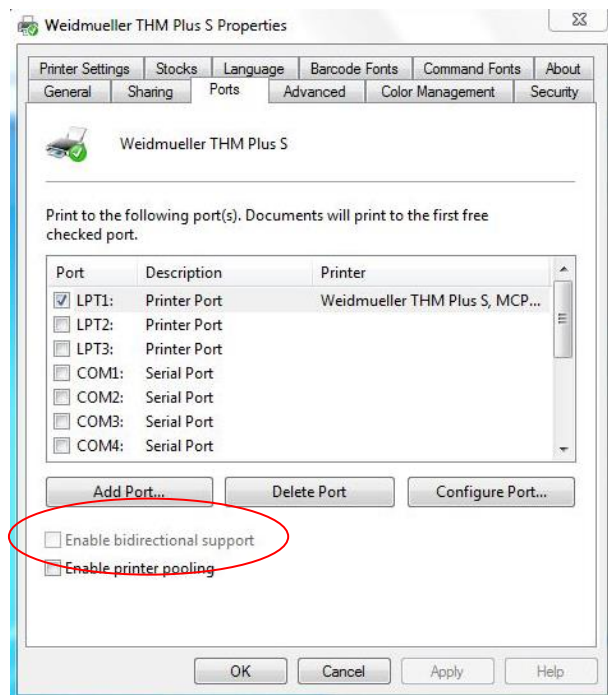 Weidmueller THM Plus S Properties
Printer Settings Stocks Language Barcode Fonts Command Fonts About
General Sharing Ports Advanced Color Management Security
Weidmueller THM Plus S
Print to the following port(s). Documents will print to the first free
checked port.
Port Description Printer
LPT1: Printer Port Weidmueller THM Plus S, MCP...
LPT2: Printer Port
LPT3: Printer Port
COM1: Serial Port
COM2: Serial Port
COM3: Serial Port
COM4: Serial Port
Add Port... Delete Port Configure Port...
Enable bidirectional support
Enable printer pooling
OK Cancel Apply Help